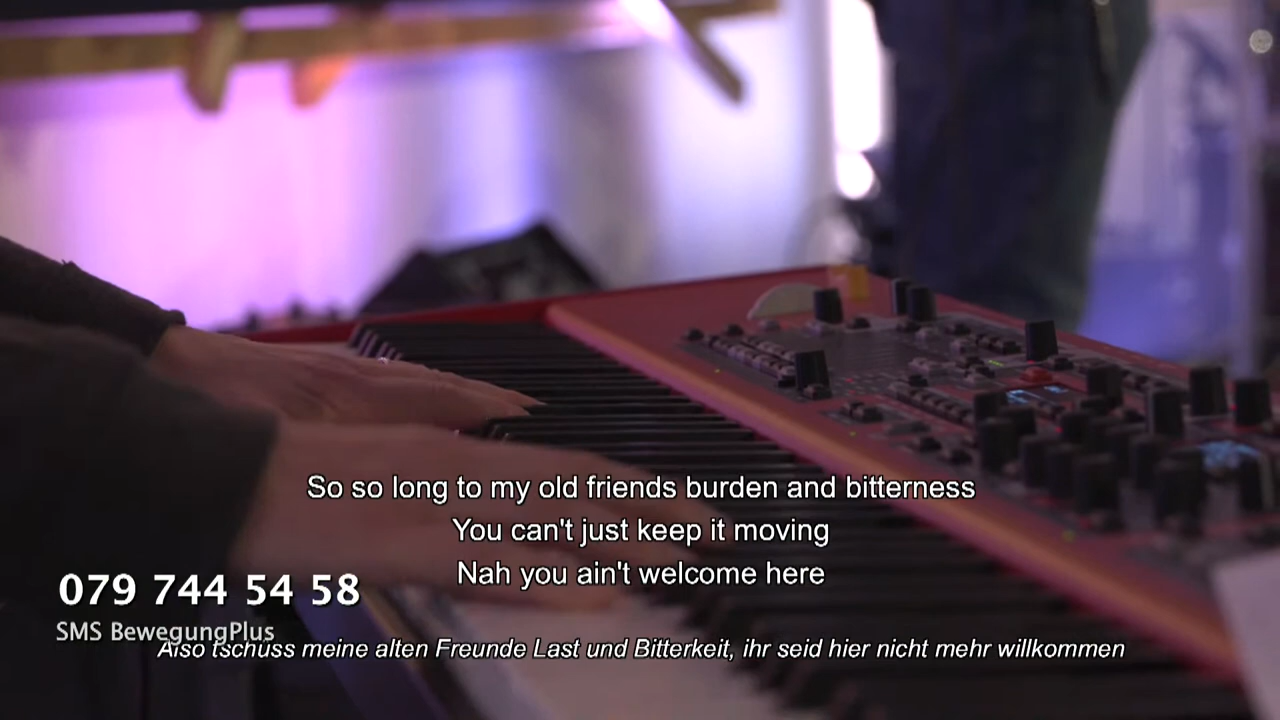 So so long to my old friends burden and bitterness
You can't just keep it moving
Nah you ain't welcome here
079 744 54 58
SMS BewegungPlus
Also tschüss meine alten Freunde Last und Bitterkeit, ihr seid hier nicht mehr willkommen